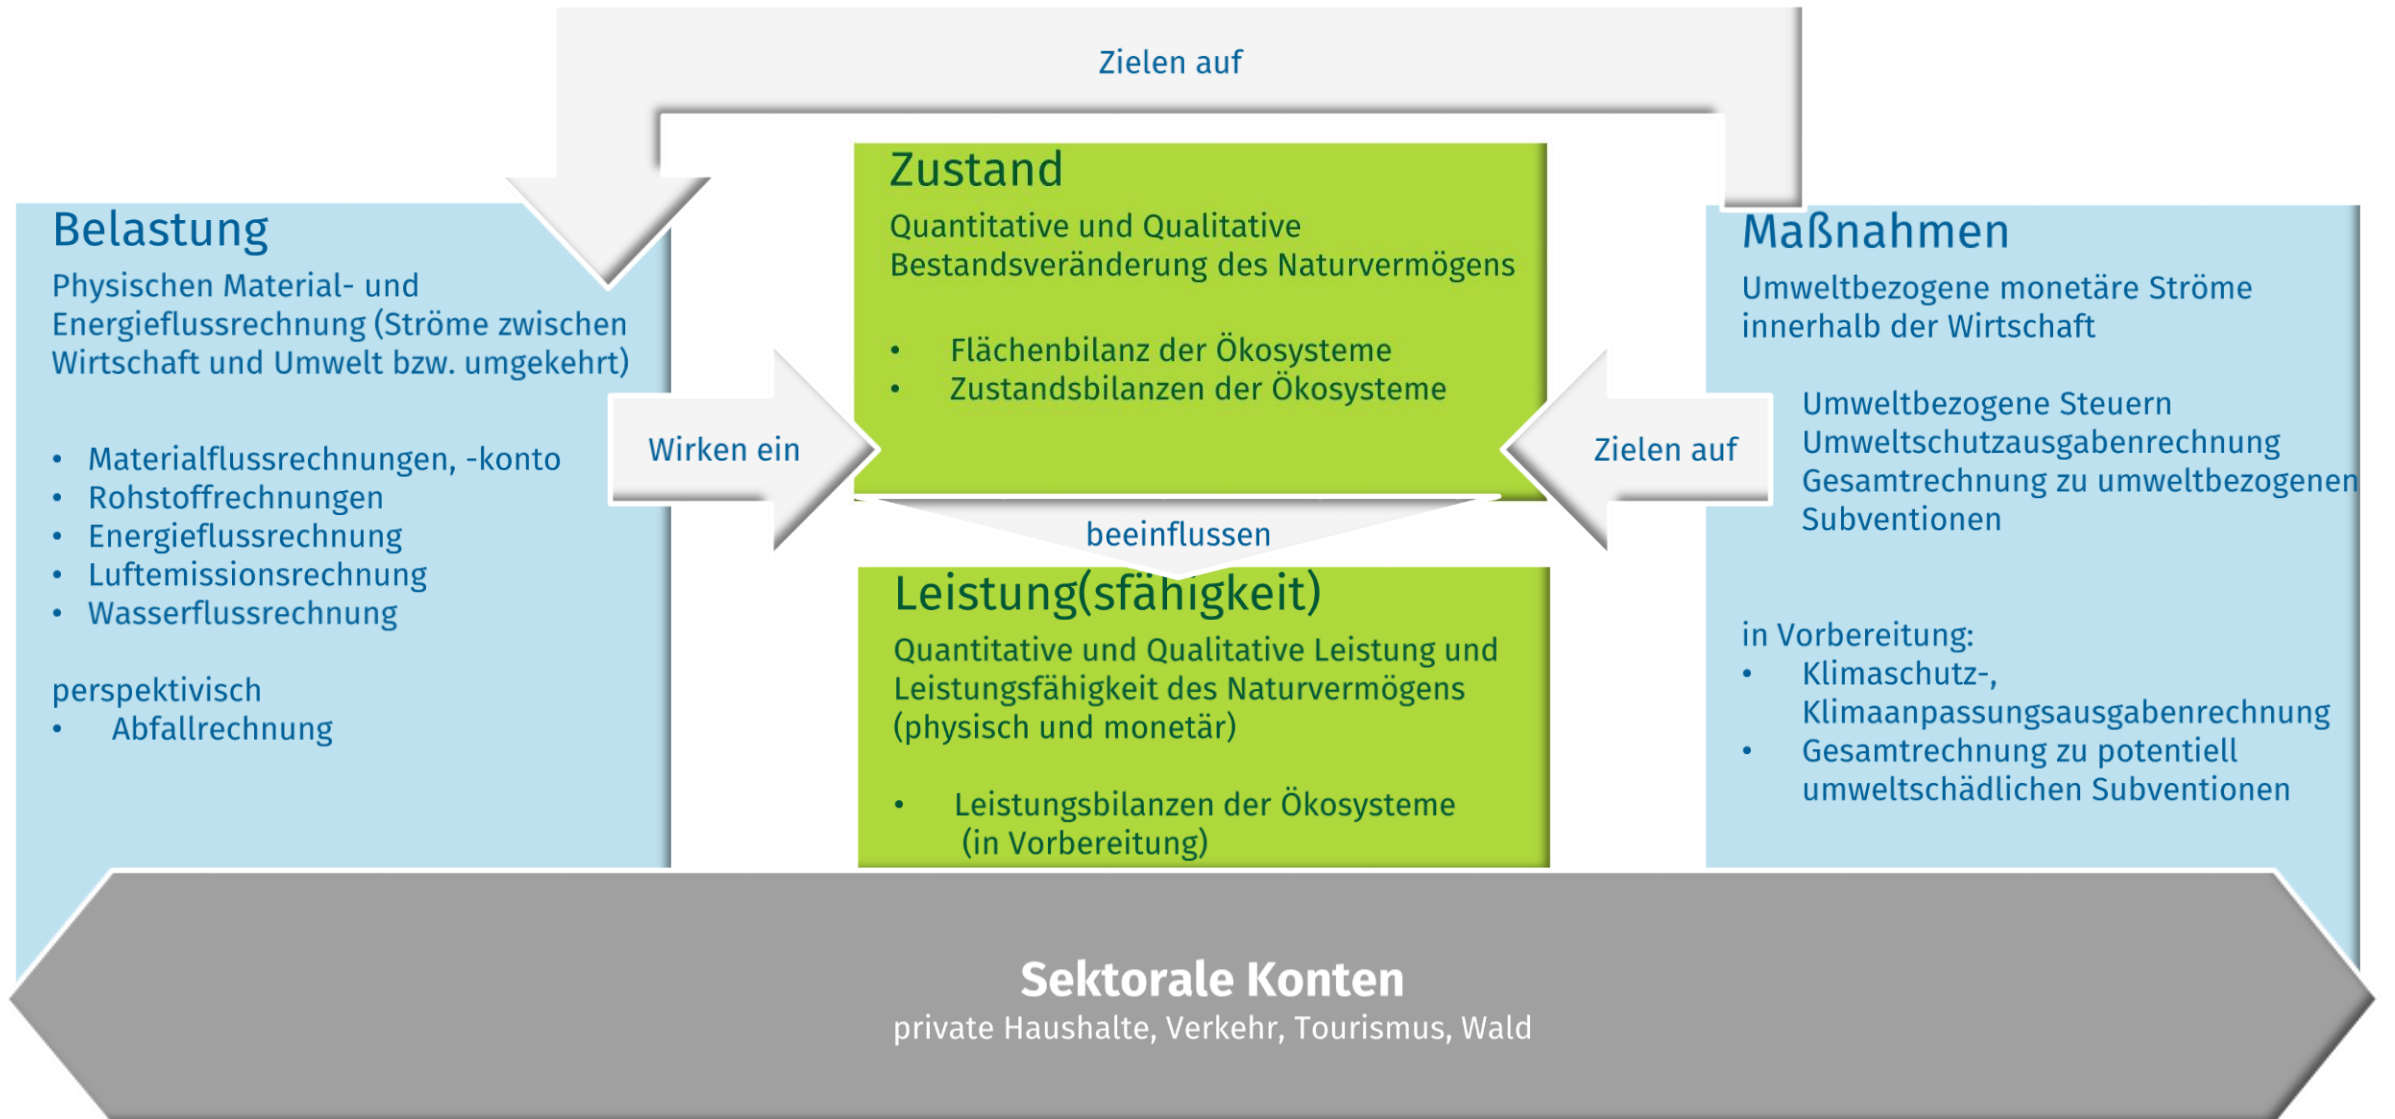 Zielen auf
Belastung
Physischen Material- und
Energieflussrechnung (Ströme zwischen
Wirtschaft und Umwelt bzw. umgekehrt)
• Materialflussrechnungen, -konto
• Rohstoffrechnungen
• Energieflussrechnung
• Luftemissionsrechnung
• Wasserflussrechnung
perspektivisch
• Abfallrechnung
Wirken ein
Zustand
Quantitative und Qualitative
Bestandsveränderung des Naturvermögens
• Flächenbilanz der Ökosysteme
• Zustandsbilanzen der Ökosysteme
beeinflussen
Leistung(sfähigkeit)
Quantitative und Qualitative Leistung und
Leistungsfähigkeit des Naturvermögens
(physisch und monetär)
• Leistungsbilanzen der Ökosysteme
(in Vorbereitung)
Zielen auf
Maßnahmen
Umweltbezogene monetäre Ströme
innerhalb der Wirtschaft
Umweltbezogene Steuern
Umweltschutzausgabenrechnung
Gesamtrechnung zu umweltbezogenen
Subventionen
in Vorbereitung:
• Klimaschutz-,
Klimaanpassungsausgabenrechnung
• Gesamtrechnung zu potentiell
umweltschädlichen Subventionen
Sektorale Konten
private Haushalte, Verkehr, Tourismus, Wald